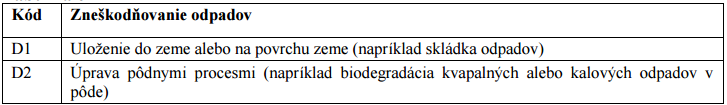 Kód Zneškodňovanie odpadov
D1 Uloženie do zeme alebo na povrchu zeme (napríklad skládka odpadov)
D2 Úprava pôdnymi procesmi (napríklad biodegradácia kvapalných alebo kalových odpadov v
pôde)